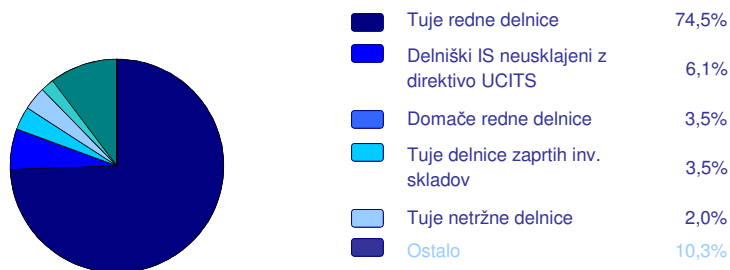 Tuje redne delnice 74,5%
Delniški IS neusklajeni z
direktivo UCITS 6,1%
Domače redne delnice 3,5%
Tuje delnice zaprtih inv.
skladov 3,5%
Tuje netržne delnice 2,0%
Ostalo 10,3%